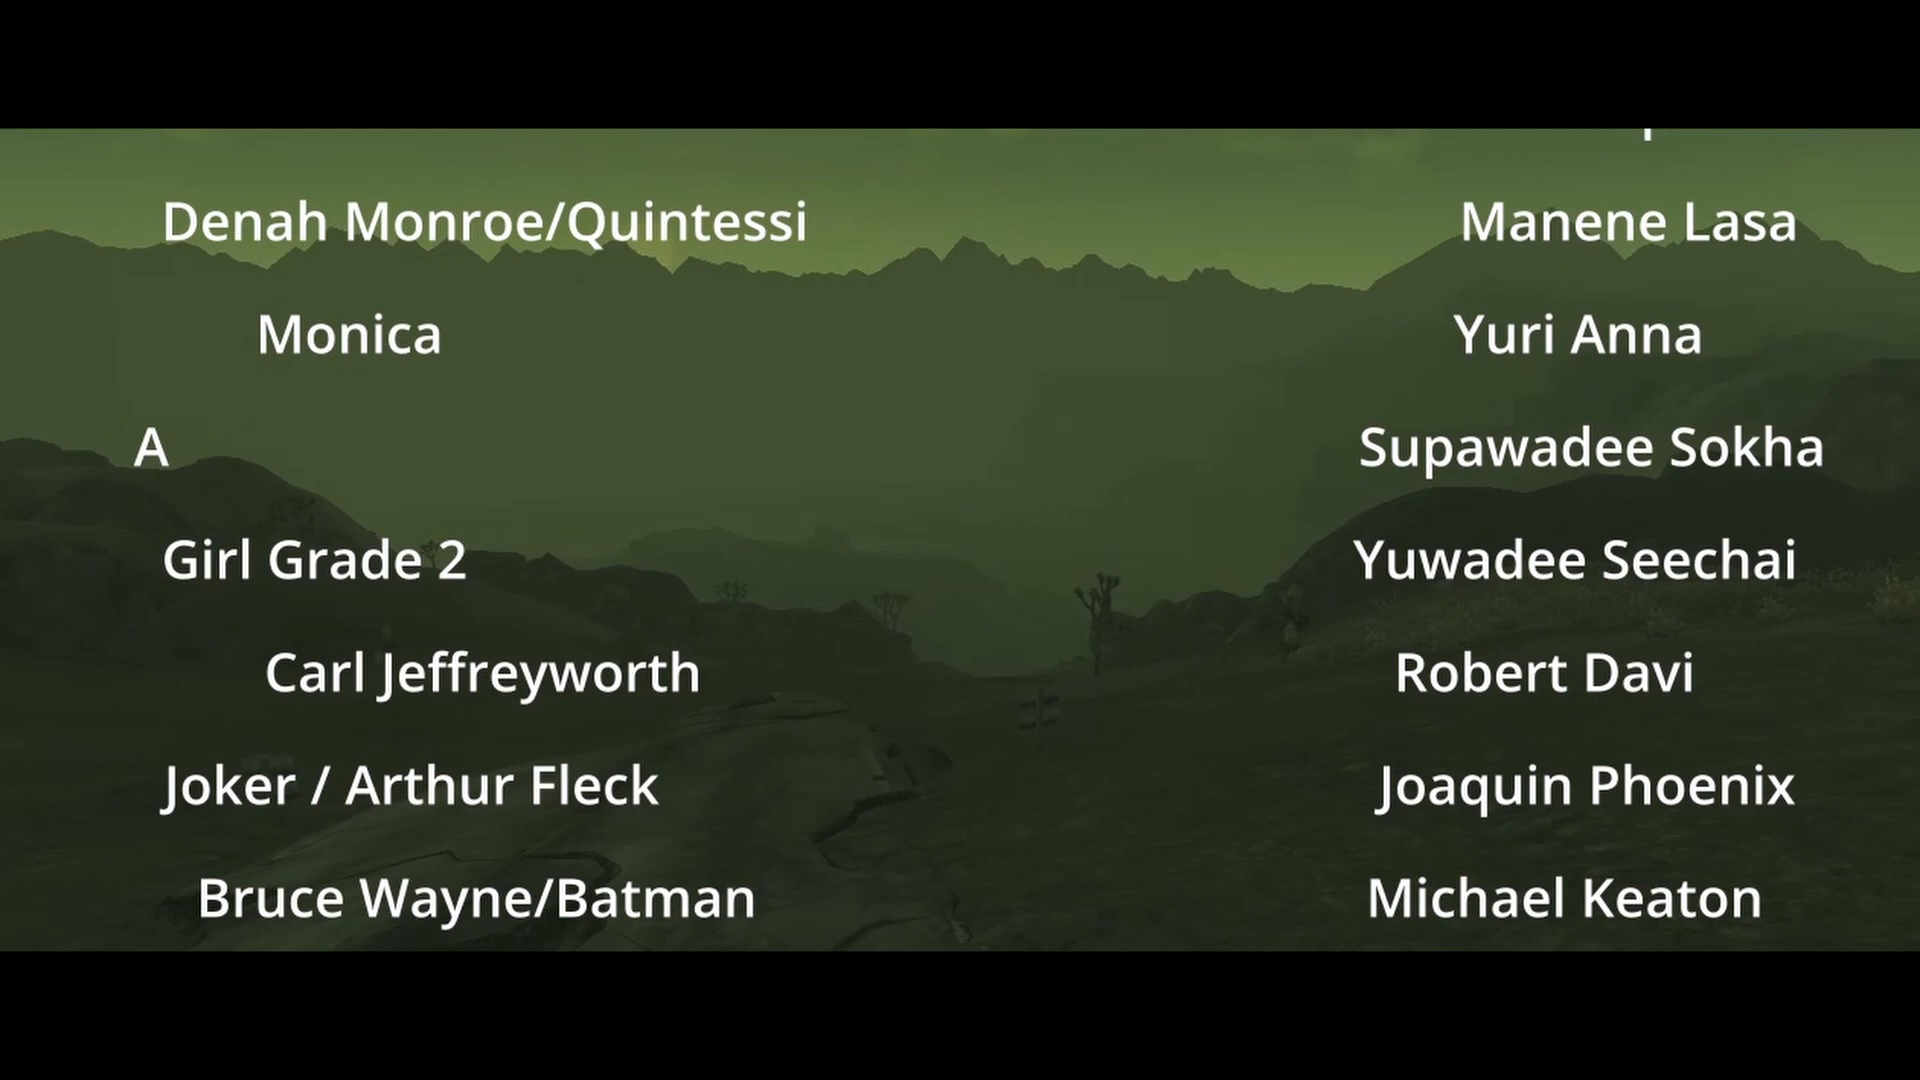 Denah Monroe/Quintessi Manene Lasa
Monica Yuri Anna
A Supawadee Sokha
Girl Grade 2 Yuwadee Seechai
Carl Jeffreyworth Robert Davi
Joker / Arthur Fleck Joaquin Phoenix
Bruce Wayne/Batman Michael Keaton